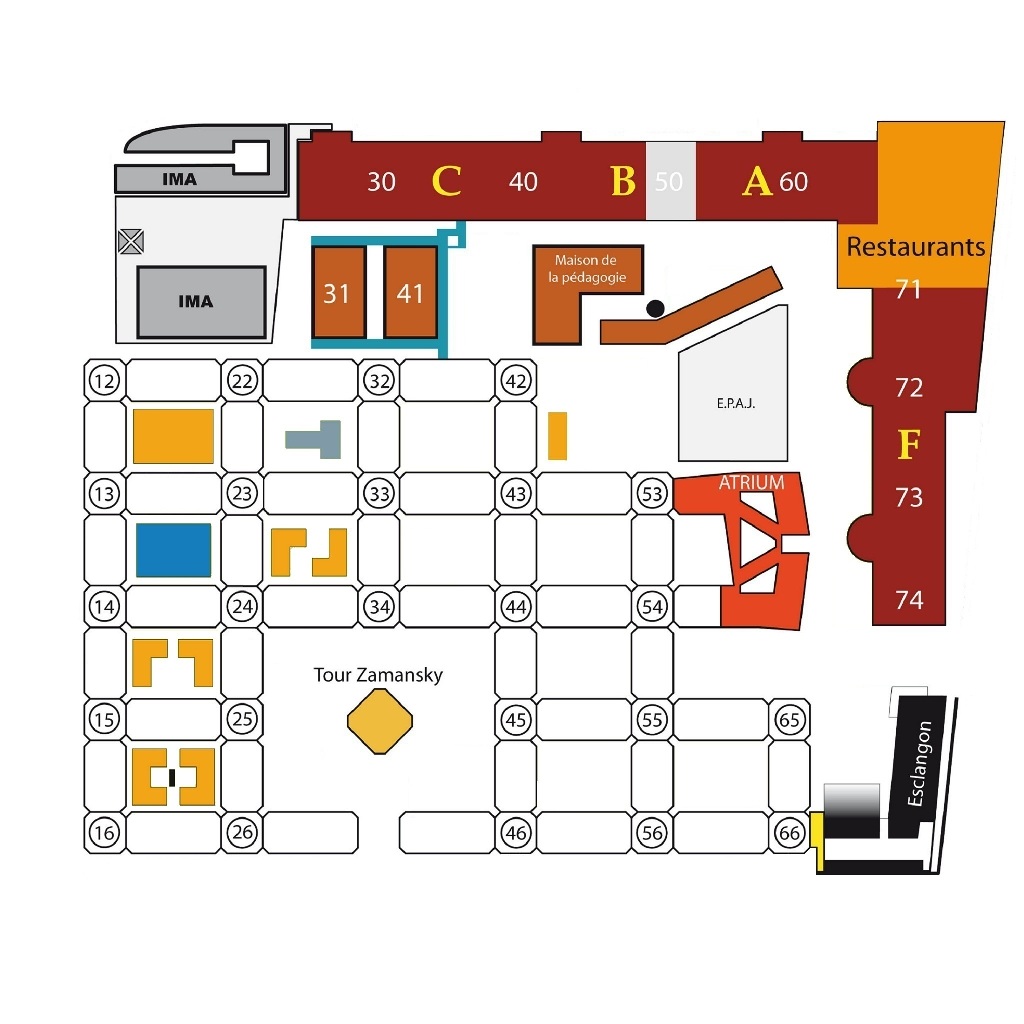 IMA
30 C 40 B 50 A 60
Restaurants
IMA
31 41
Maison de
la pédagogie
71
12 22 32 42
E.P.A.J.
72
F
13 23 33 43 53
ATRIUM
73
14 24 34 44 54
74
Tour Zamansky
15 25 45 55 65
Esclangon
16 26 46 56 66